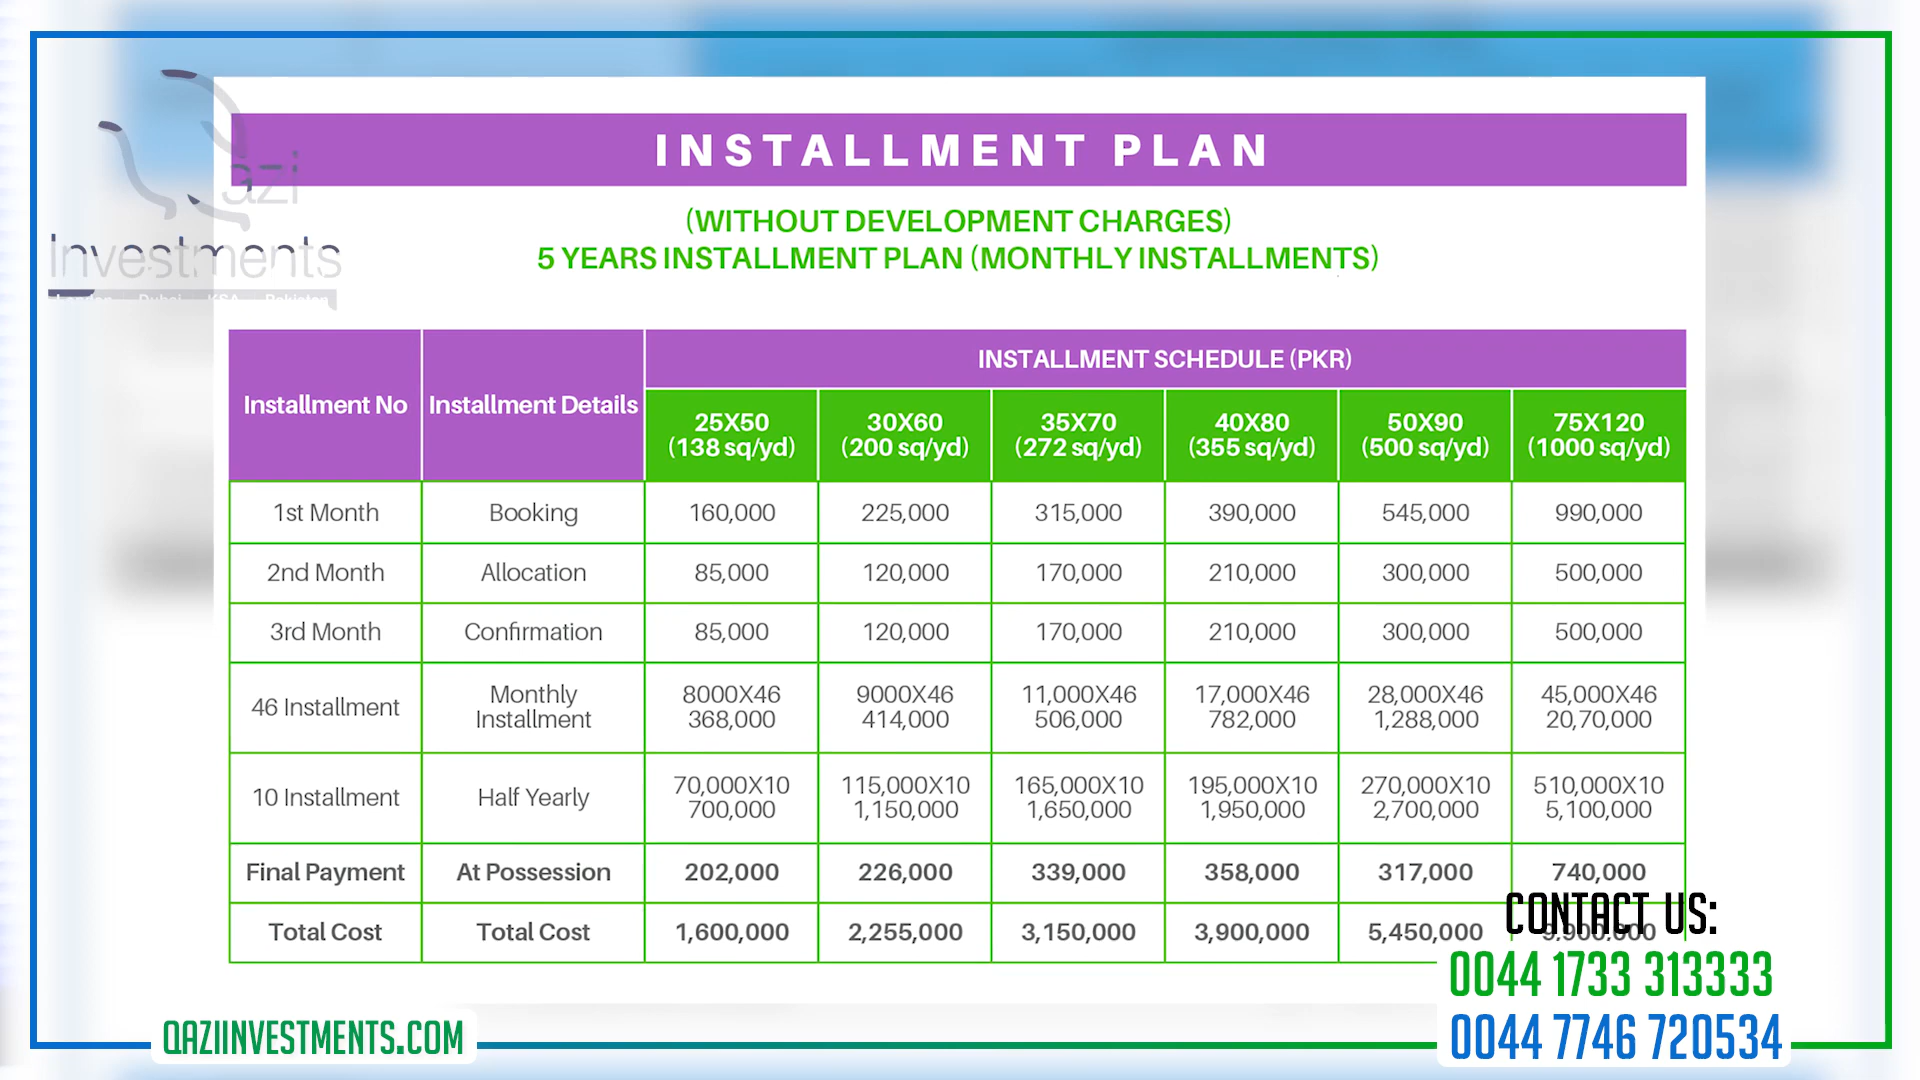 azi
investments
London Dubai KSA Pakistan
INSTALLMENT PLAN
(WITHOUT DEVELOPMENT CHARGES)
5 YEARS INSTALLMENT PLAN (MONTHLY INSTALLMENTS)
Installment No Installment Details INSTALLMENT SCHEDULE (PKR)
25X50 30X60 35X70 40X80 50X90 75X120
(138 sq/yd) (200 sq/yd) (272 sq/yd) (355 sq/yd) (500 sq/yd) (1000 sq/yd)
1st Month Booking 160,000 225,000 315,000 390,000 545,000 990,000
2nd Month Allocation 85,000 120,000 170,000 210,000 300,000 500,000
3rd Month Confirmation 85,000 120,000 170,000 210,000 300,000 500,000
46 Installment Monthly 8000X46 9000X46 11,000X46 17,000X46 28,000X46 45,000X46
Installment 368,000 414,000 506,000 782,000 1,288,000 20,70,000
10 Installment Half Yearly 70,000X10 115,000X10 165,000X10 195,000X10 270,000X10 510,000X10
700,000 1,150,000 1,650,000 1,950,000 2,700,000 5,100,000
Final Payment At Possession 202,000 226,000 339,000 358,000 317,000 740,000
Total Cost Total Cost 1,600,000 2,255,000 3,150,000 3,900,000 5,450,000 9,900,000
CONTACT US:
0044 1733 313333
0044 7746 720534
QAZIINVESTMENTS.COM